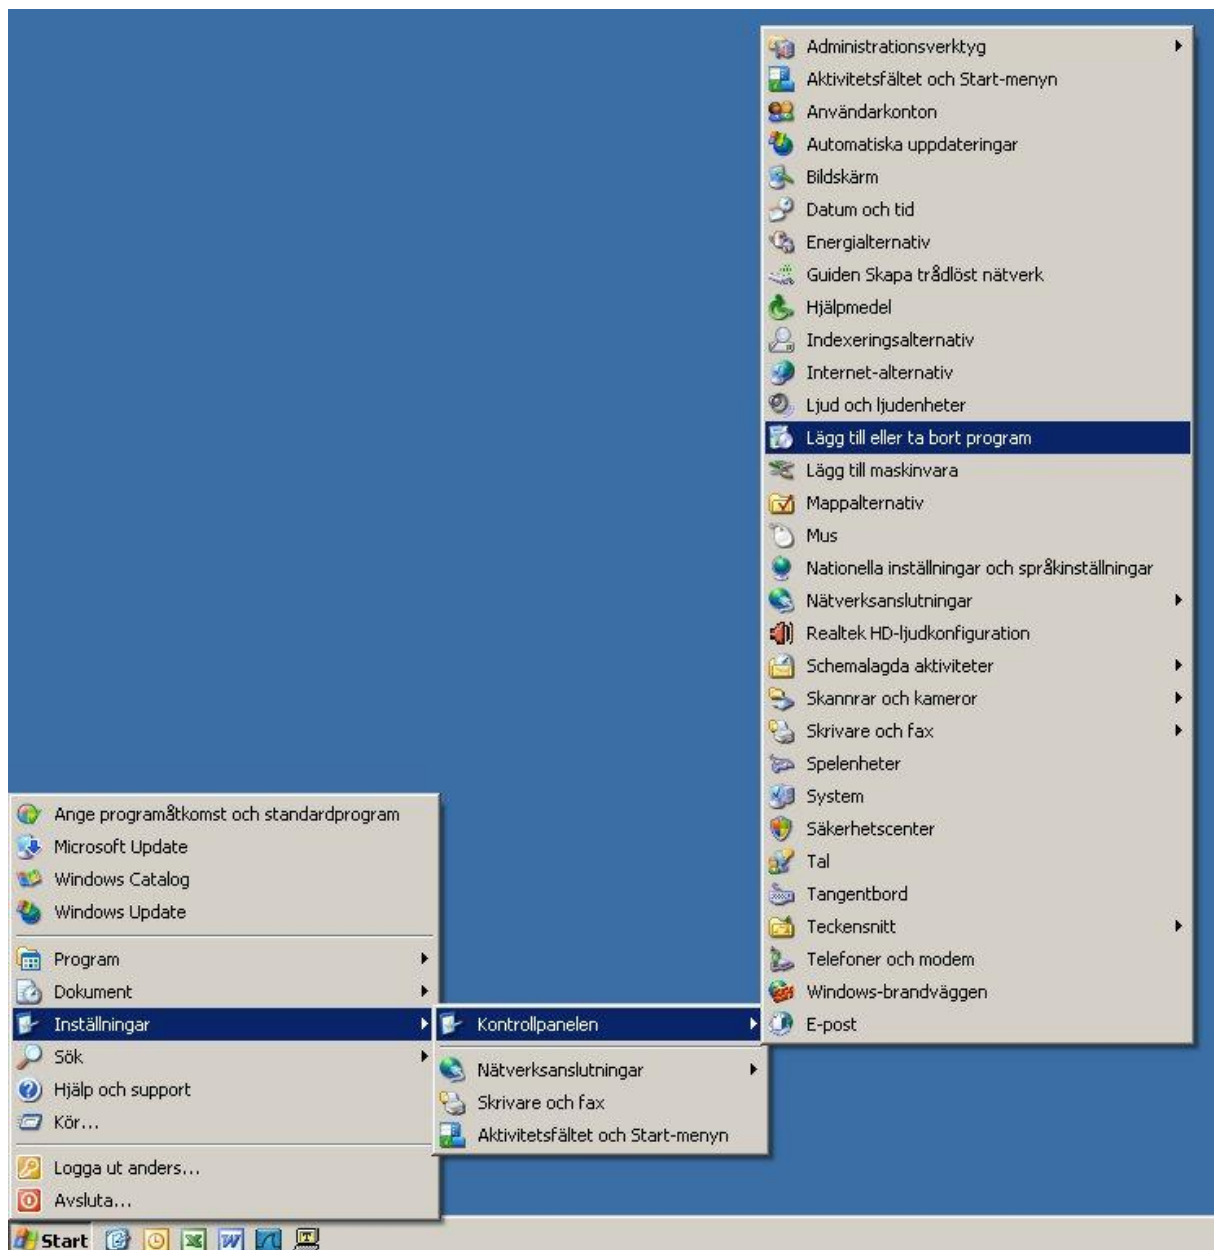 Administrationsverktyg
Aktivitetsfältet och Start-menyn
Användarkonton
Automatiska uppdateringar
Bildskärm
Datum och tid
Energialternativ
Guiden Skapa trådlöst nätverk
Hjälpmedel
Indexeringsalternativ
Internet-alternativ
Ljud och ljudenheter
Lägg till eller ta bort program
Lägg till maskinvara
Mappalternativ
Mus
Nationella inställningar och språkinställningar
Nätverksanslutningar
Realtek HD-ljudkonfiguration
Schemalagda aktiviteter
Skannrar och kameror
Skrivare och fax
Spelenheter
System
Säkerhetscenter
Tal
Tangentbord
Teckensnitt
Telefoner och modem
Windows-brandväggen
E-post
Ange programåtkomst och standardprogram
Microsoft Update
Windows Catalog
Windows Update
Program
Dokument
Inställningar
Sök
Hjälp och support
Kör...
Logga ut anders...
Avsluta...
Kontrollpanelen
Nätverksanslutningar
Skrivare och fax
Aktivitetsfältet och Start-menyn
Start